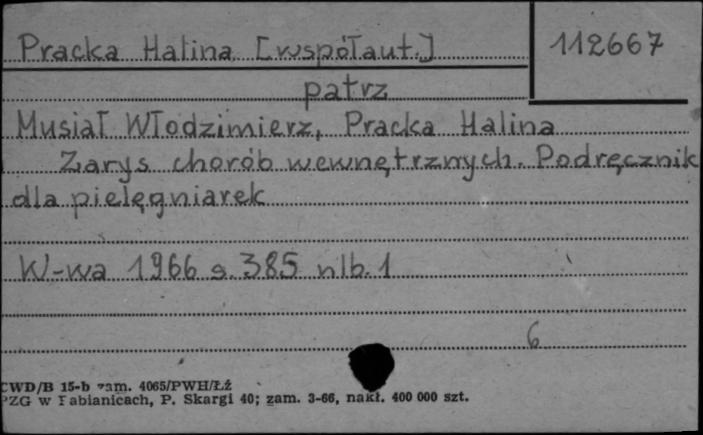 Pracka Halina [współaut.]
112667
patrz
Musiał Włodzimierz, Pracka Halina
Zarys chorób wewnętrznych. Podręcznik
dla pielęgniarek
W-wa 1966 s. 385 nlb. 1
6
CWD/B 15-b zam. 4065/PWH/Łź
PZG w Pabianicach, P. Skargi 40; zam. 3-66, nakł. 400 000 szt.